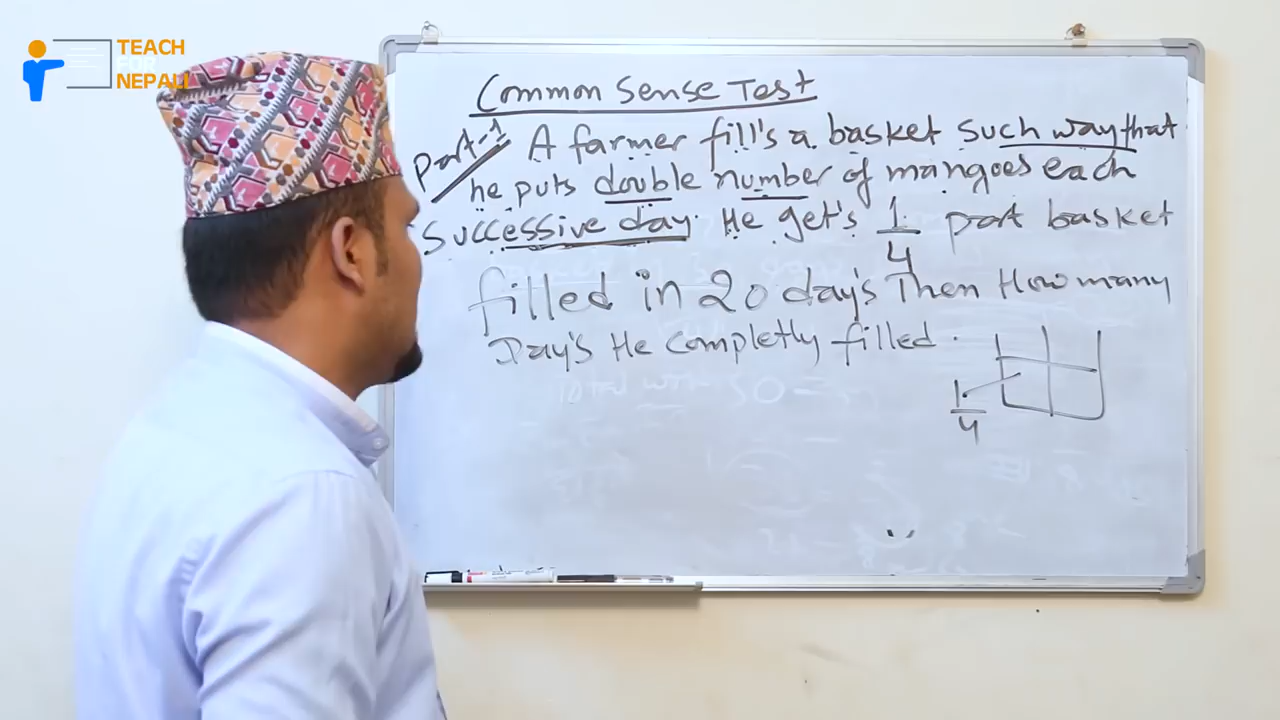 TEACH
FOR
NEPALI
Common Sense Test
Part-1
A farmer fill's a basket such way that
he puts double number of mangoes each
successive day. He get's 1/4 part basket
filled in 20 day's Then How many
Day's He completly filled.
1/4